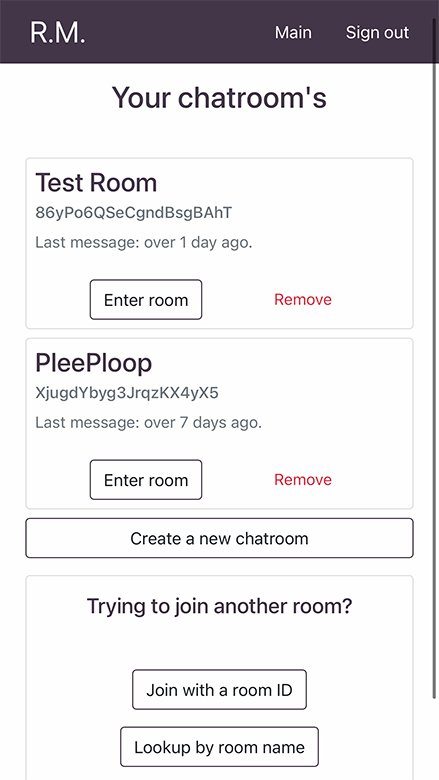 R.M.
Main
Sign out
Your chatroom's
Test Room
86yPo6QSeCgndBsgBAhT
Last message: over 1 day ago.
Enter room
Remove
PleePloop
XjugdYbyg3JrqzKX4yX5
Last message: over 7 days ago.
Enter room
Remove
Create a new chatroom
Trying to join another room?
Join with a room ID
Lookup by room name